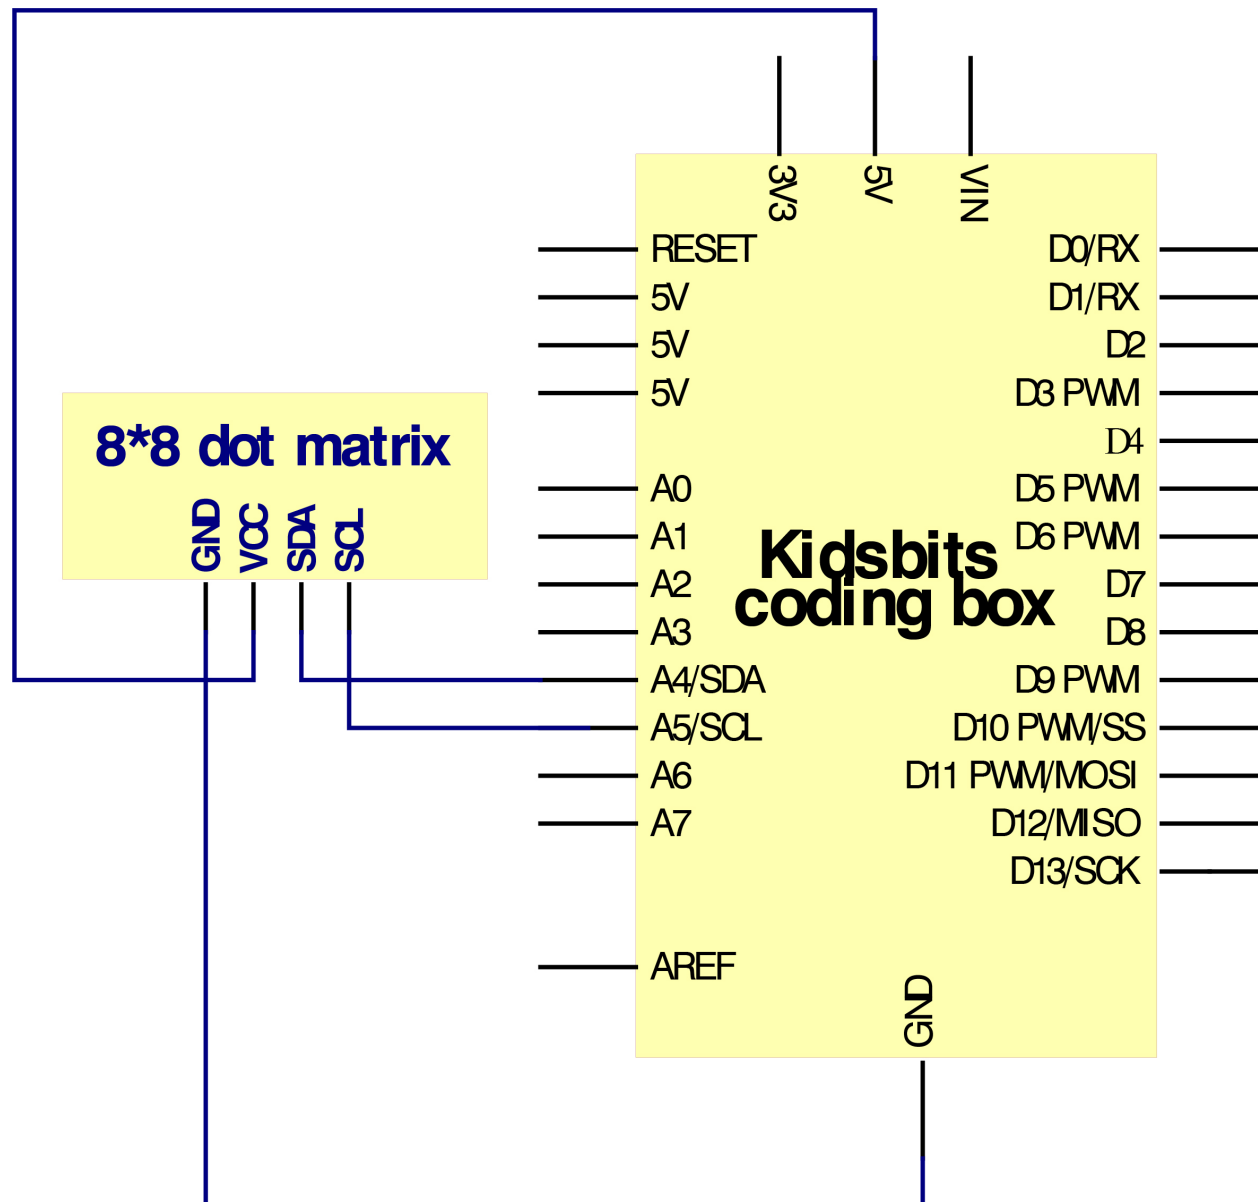 3V3
5V
VIN
RESET
5V
5V
5V
A0
A1
A2
A3
A4/SDA
A5/SCL
A6
A7
AREF
D0/RX
D1/RX
D2
D3 PWM
D4
D5 PWM
D6 PWM
D7
D8
D9 PWM
D10 PWM/SS
D11 PWM/MOSI
D12/MISO
D13/SCK
Kidsbits
coding box
GND
8*8 dot matrix
GND
VCC
SDA
SCL